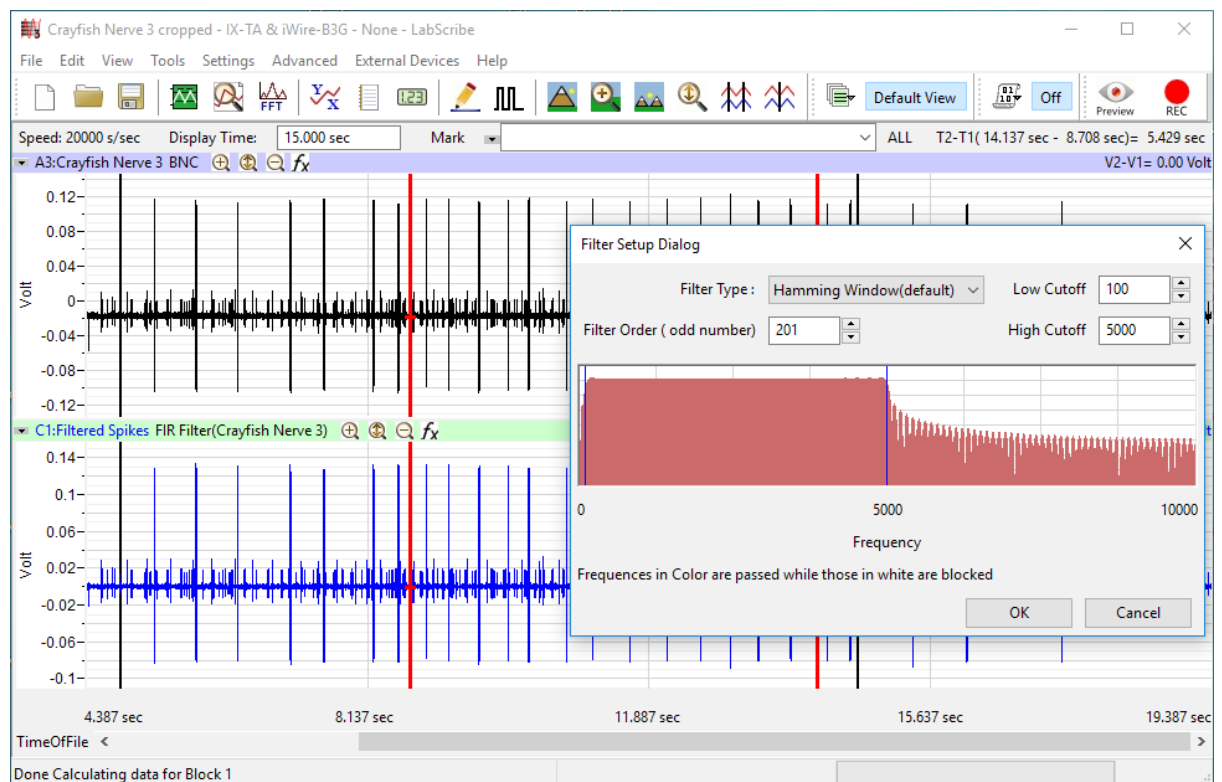 Crayfish Nerve 3 cropped - IX-TA & iWire-B3G - None - LabScribe
File Edit View Tools Settings Advanced External Devices Help
FFT Y X 123 Default View 01 10 Off Preview REC
Speed: 20000 s/sec Display Time: 15.000 sec Mark ALL T2-T1( 14.137 sec - 8.708 sec)= 5.429 sec
A3:Crayfish Nerve 3 BNC fx V2-V1= 0.00 Volt
0.12
0.08
0.04
0
-0.04
-0.08
-0.12
Volt
Filter Setup Dialog
Filter Type : Hamming Window(default) Low Cutoff 100
Filter Order ( odd number) 201 High Cutoff 5000
0 5000 10000
Frequency
Frequences in Color are passed while those in white are blocked
OK Cancel
C1:Filtered Spikes FIR Filter(Crayfish Nerve 3) fx
0.14
0.1
0.06
0.02
-0.02
-0.06
-0.1
Volt
4.387 sec 8.137 sec 11.887 sec 15.637 sec 19.387 sec
TimeOfFile
Done Calculating data for Block 1